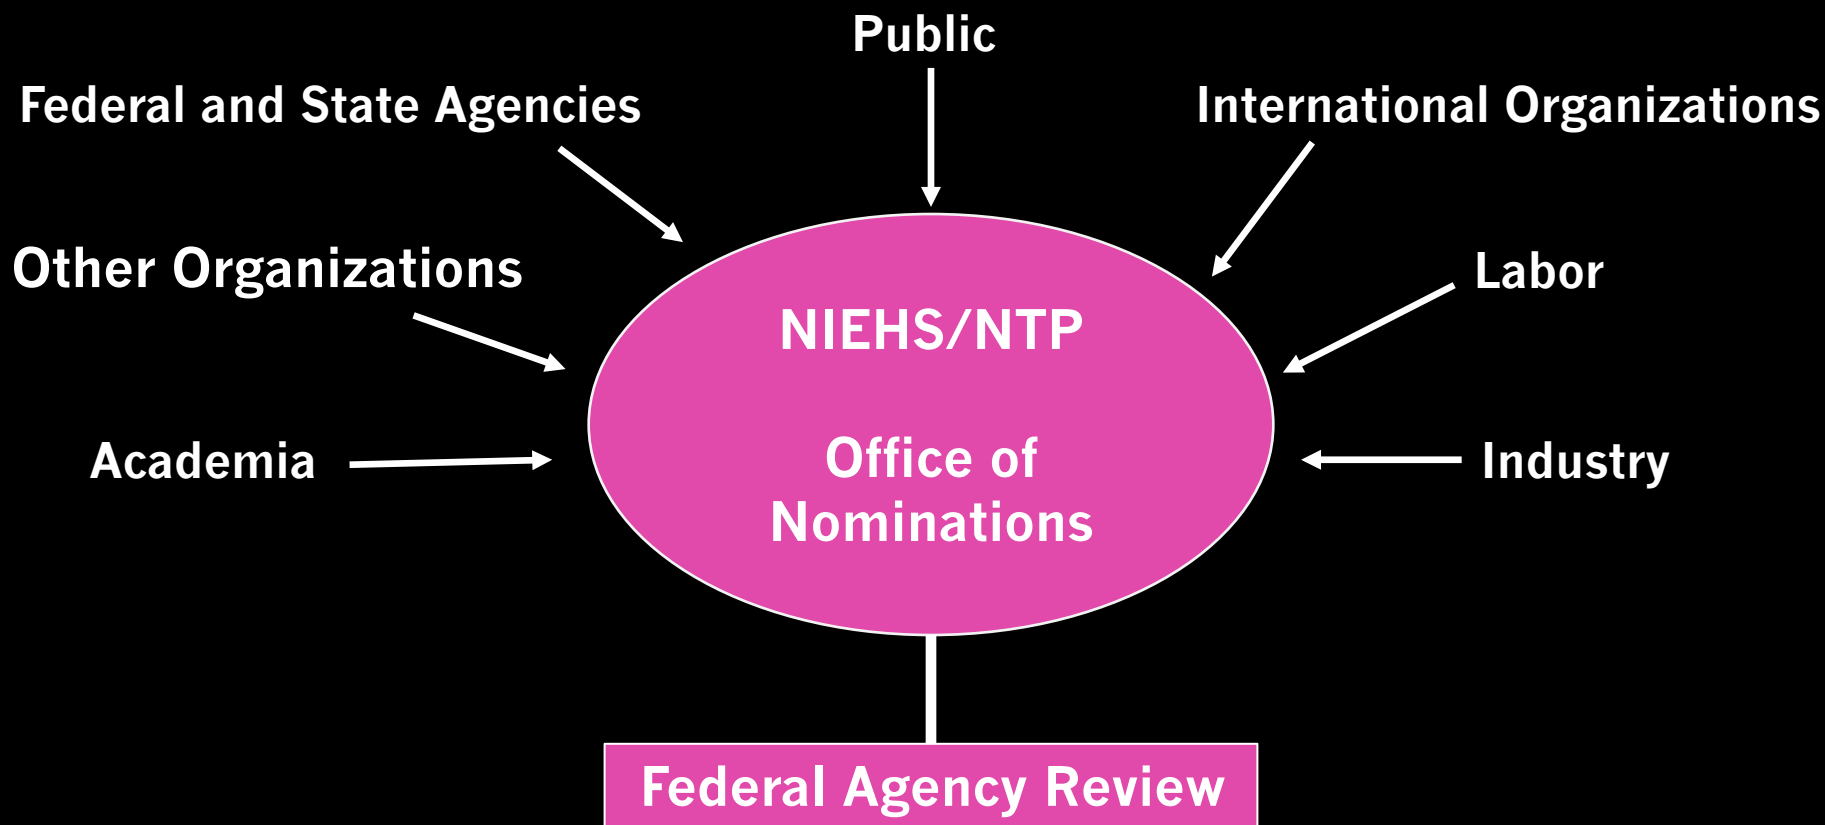 Public
Federal and State Agencies
International Organizations
Other Organizations
Labor
NIEHS/NTP
Academia
Office of
Nominations
Industry
Federal Agency Review